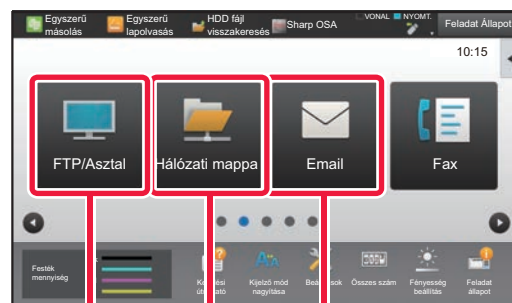 Egyszerű másolás
Egyszerű lapolvasás
HDD fájl visszakeresés
Sharp OSA
VONAL
NYOMT.
Feladat Állapot
10:15
FTP/Asztal
Hálózati mappa
Email
Fax
Festék mennyiség
Kijelző mód nagyítása
Összes szám
Fényesség beállítás
Feladat állapot